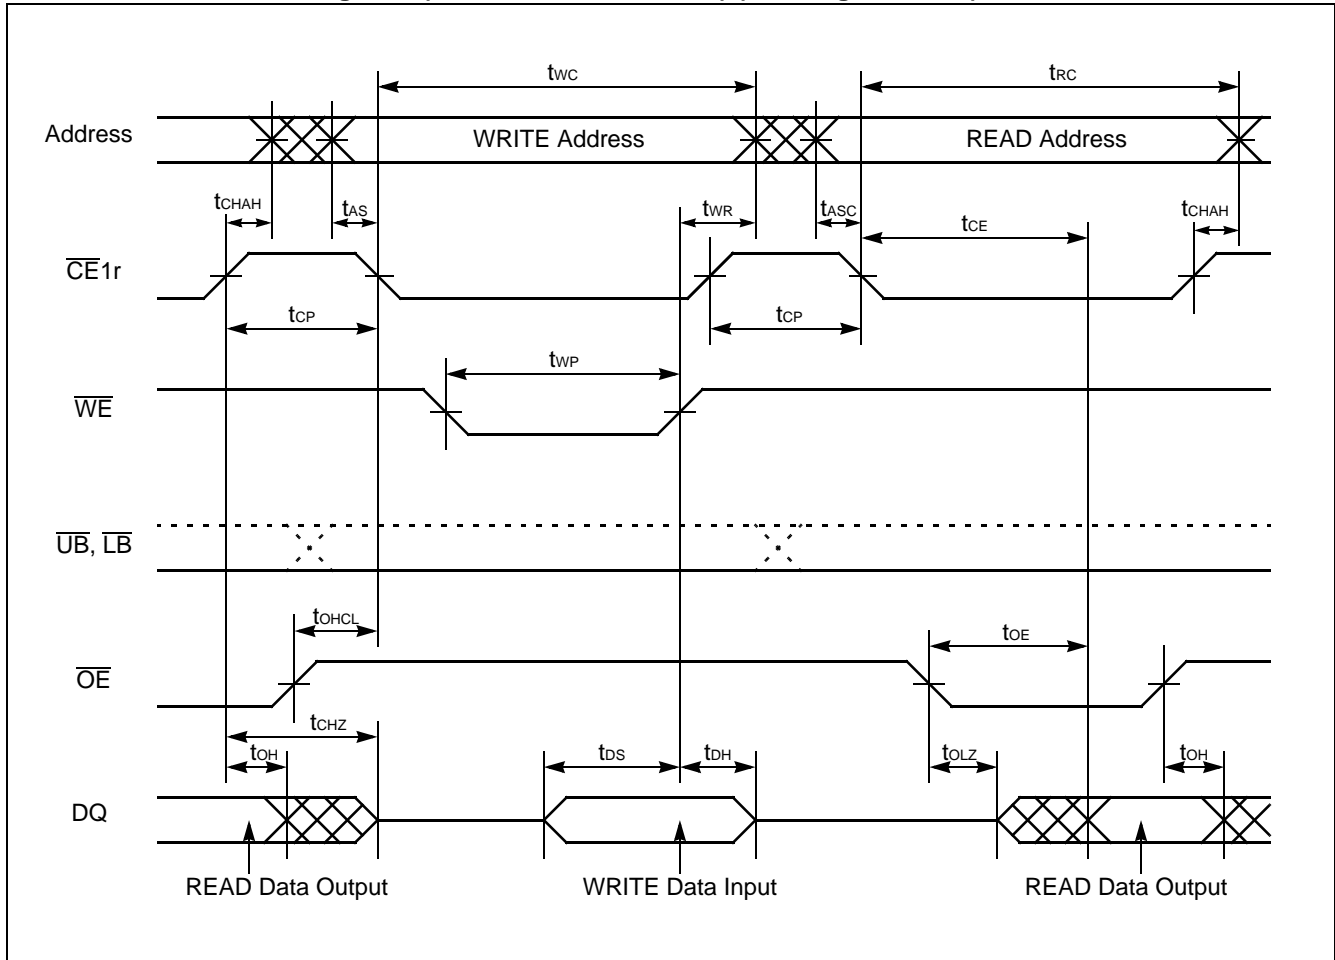 tWC
tRC
Address
WRITE Address
READ Address
tCHAH
tAS
tWR
tASC
tCE
tCHAH
CE1r
tCP
tCP
tWP
WE
UB, LB
tOHCL
tOE
OE
tCHZ
tOH
tDS
tDH
tOLZ
tOH
DQ
READ Data Output
WRITE Data Input
READ Data Output